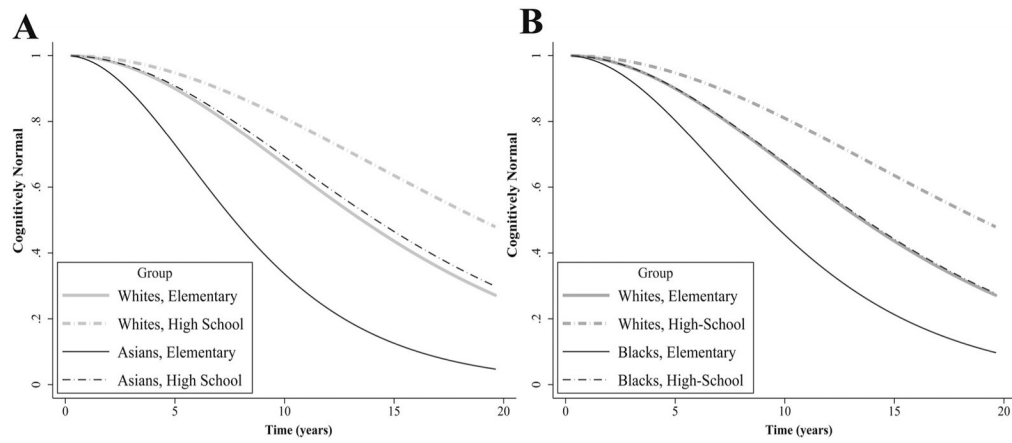 A
Cognitively Normal
1
.8
.6
.4
.2
0
Group
Whites, Elementary
Whites, High School
Asians, Elementary
Asians, High School
0 5 10 15 20
Time (years)
B
Cognitively Normal
1
.8
.6
.4
.2
0
Group
Whites, Elementary
Whites, High-School
Blacks, Elementary
Blacks, High-School
0 5 10 15 20
Time (years)